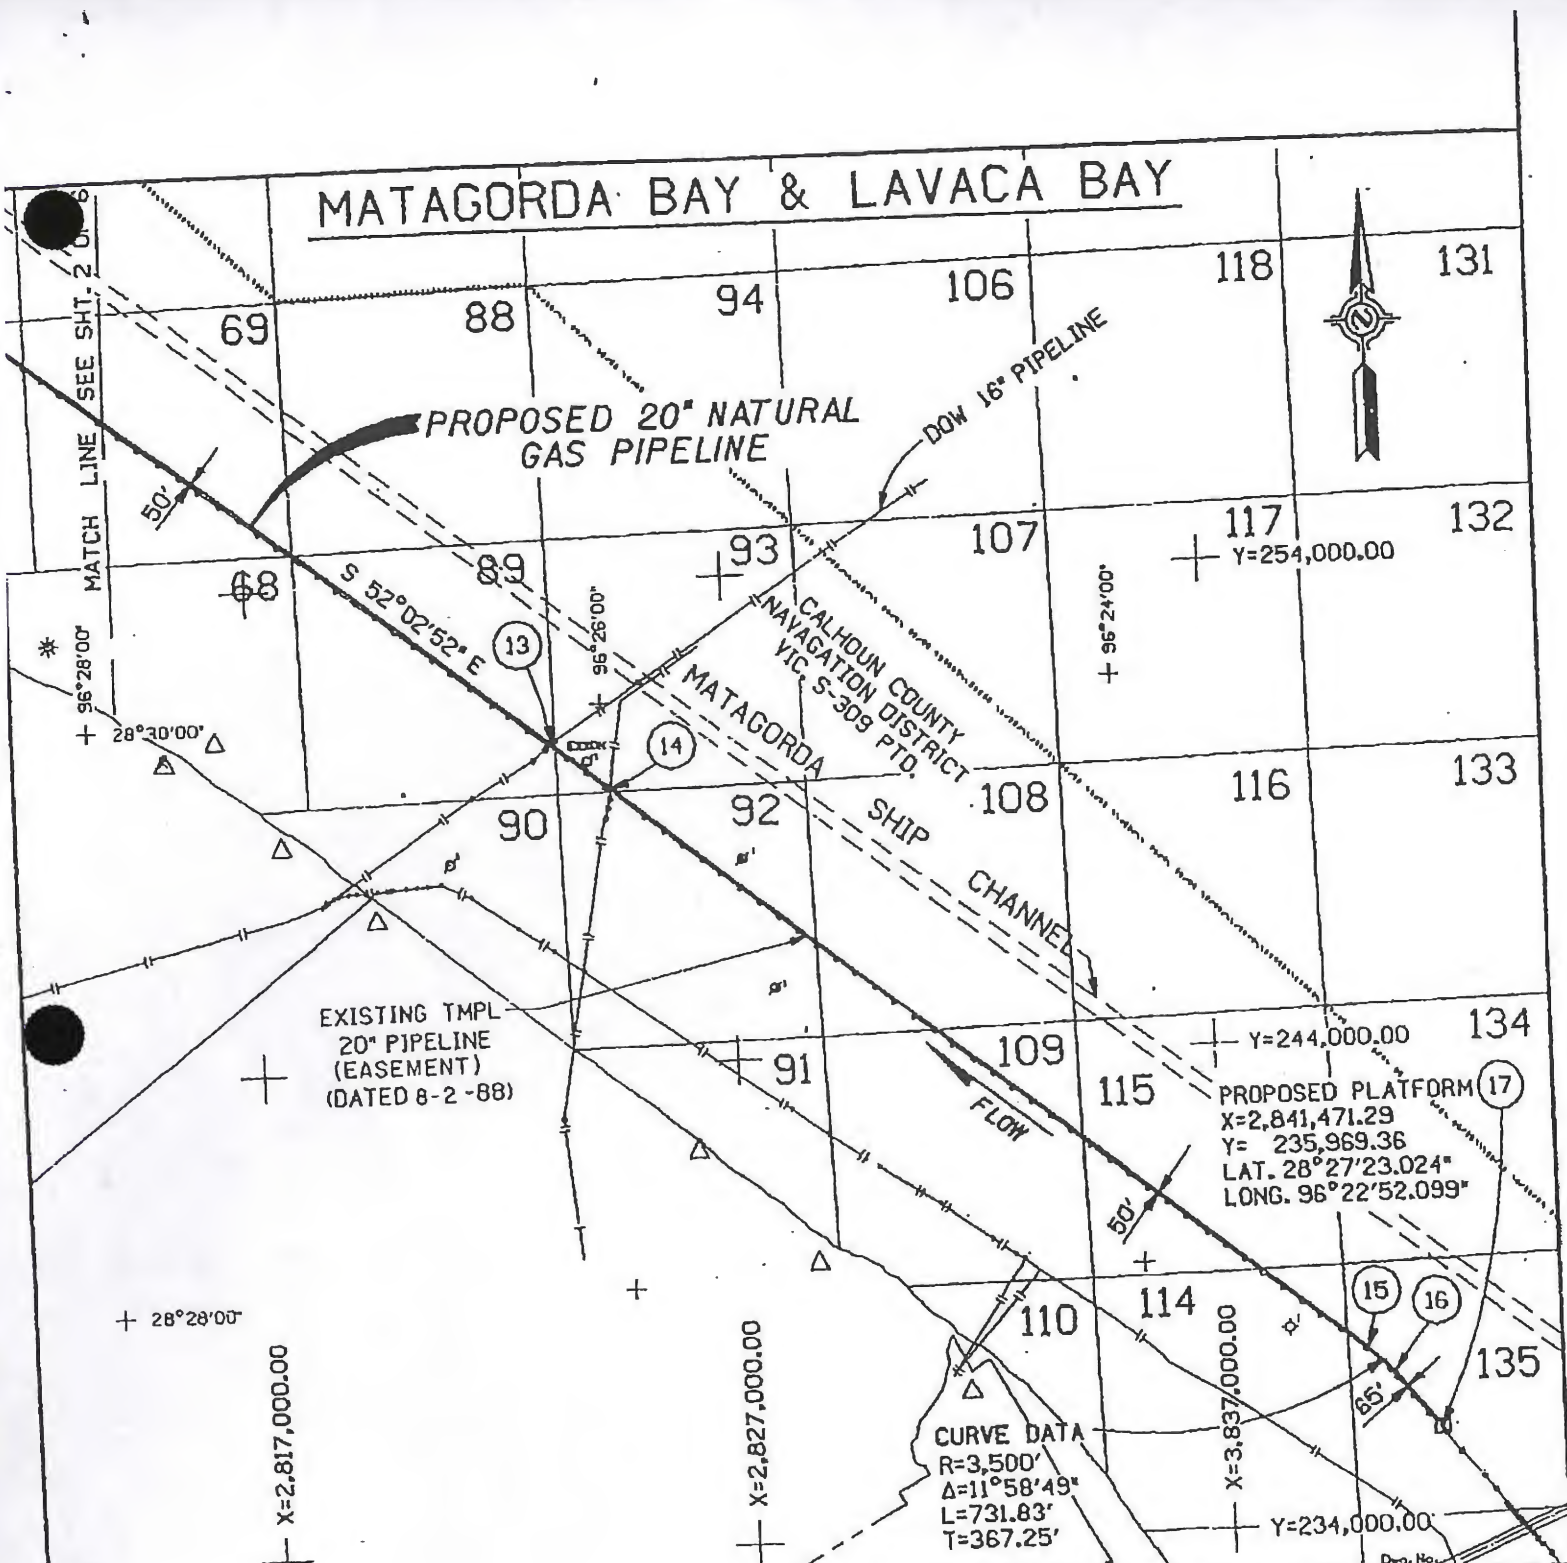 MATAGORDA BAY & LAVACA BAY
MATCH LINE SEE SHT. 2 OF 6
69
88
94
106
118
131
DOW 16" PIPELINE
PROPOSED 20" NATURAL
GAS PIPELINE
50'
68
89
93
107
117
132
Y=254,000.00
S 52°02'52" E
13
96°26'00"
96°24'00"
96°28'00"
28°30'00"
CALHOUN COUNTY
NAVAGATION DISTRICT
VIC. S-309 PTD.
MATAGORDA
SHIP
CHANNEL
14
90
92
108
116
133
EXISTING TMPL
20" PIPELINE
(EASEMENT)
(DATED 8-2-88)
91
109
115
134
Y=244,000.00
FLOW
PROPOSED PLATFORM
17
X=2,841,471.29
Y= 235,969.36
LAT. 28°27'23.024"
LONG. 96°22'52.099"
50'
28°28'00"
110
114
15
16
135
65'
X=2,817,000.00
X=2,827,000.00
X=3,837,000.00
CURVE DATA
R=3,500'
Δ=11°58'49"
L=731.83'
T=367.25'
Y=234,000.00